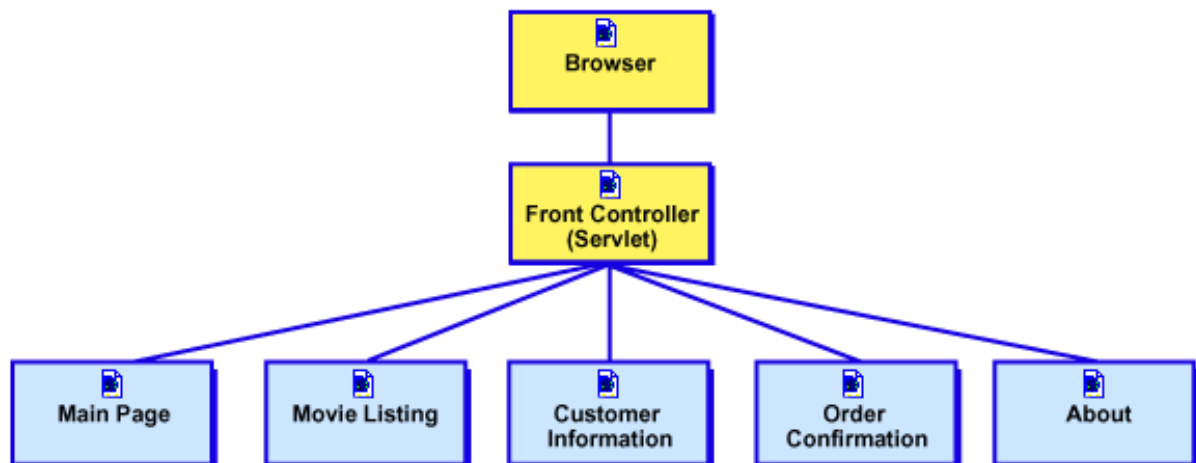 Browser
Front Controller
(Servlet)
Main Page
Movie Listing
Customer
Information
Order
Confirmation
About